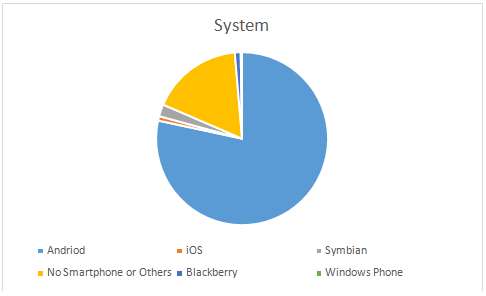 System
Andriod iOS Symbian
No Smartphone or Others Blackberry Windows Phone